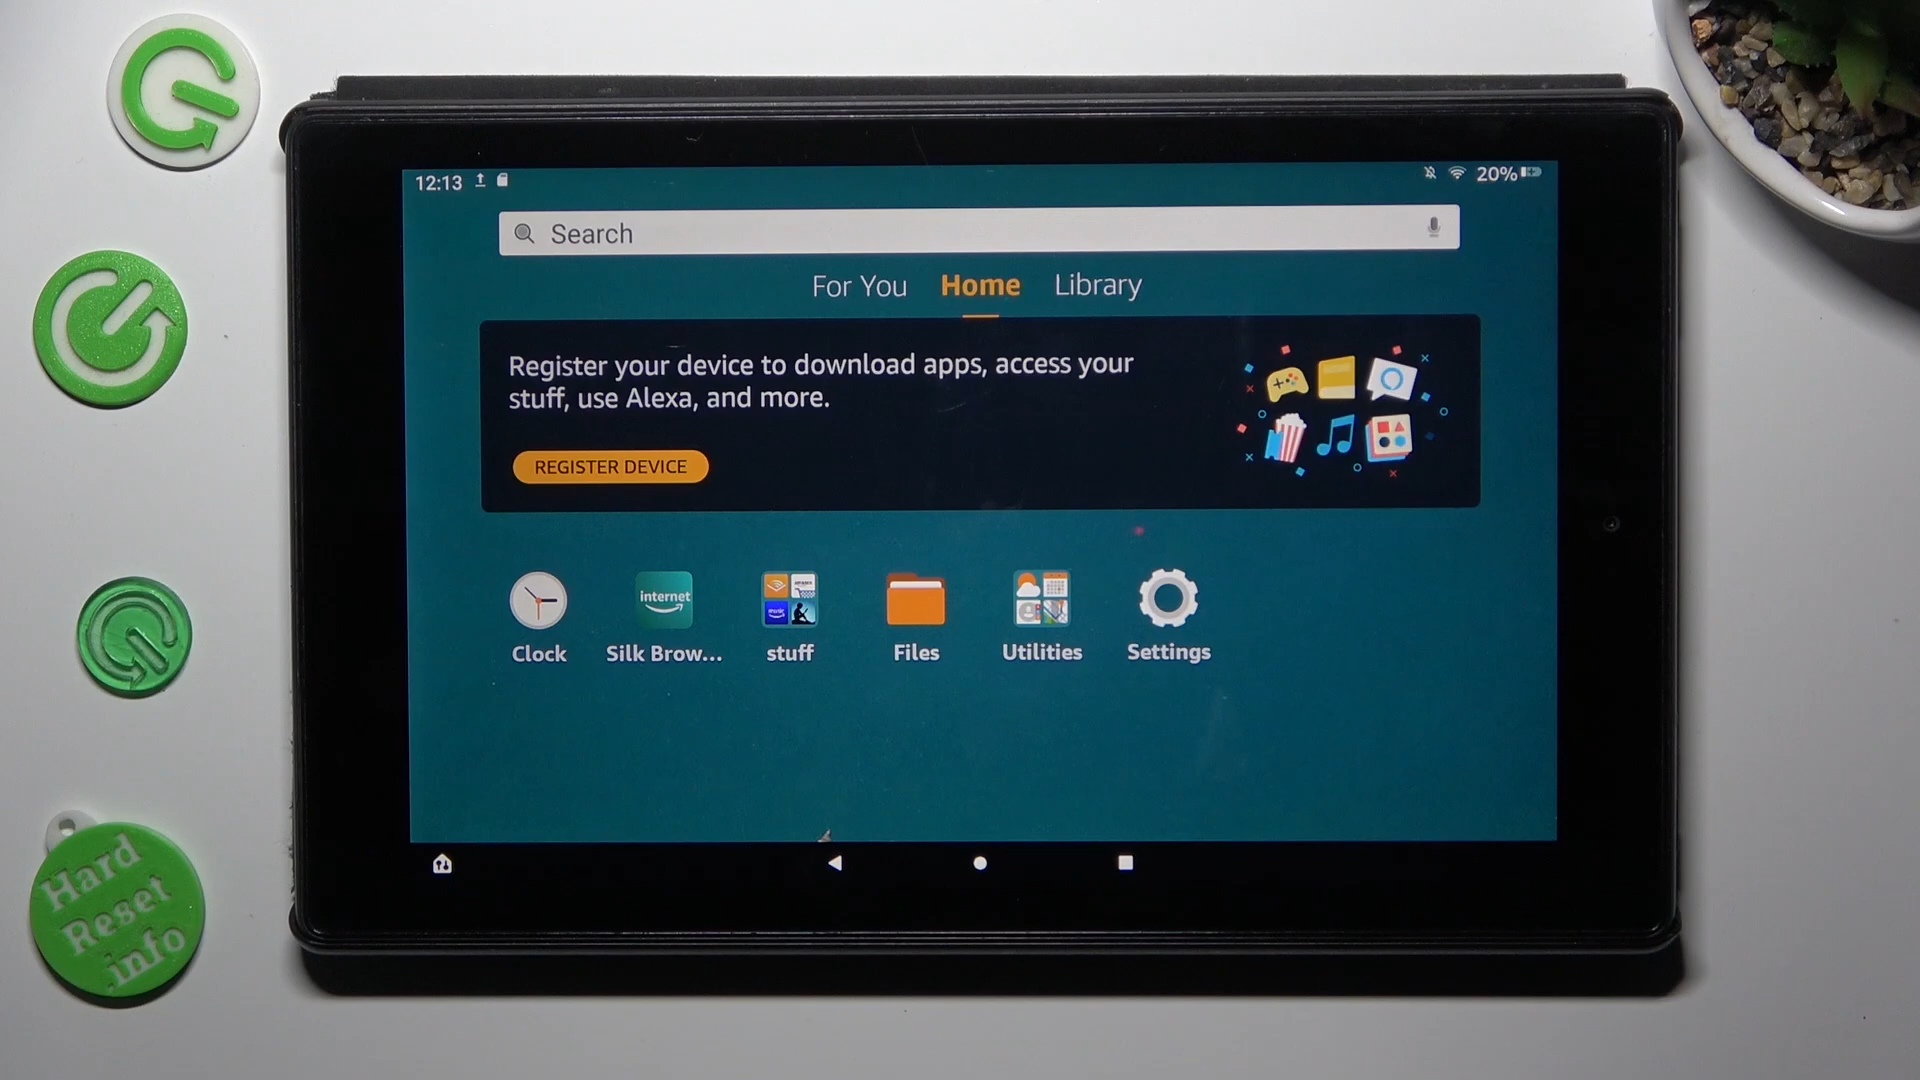 12:13
20%
Search
For You Home Library
Register your device to download apps, access your
stuff, use Alexa, and more.
REGISTER DEVICE
internet
Clock Silk Brow... stuff Files Utilities Settings
Hard
Reset
.info